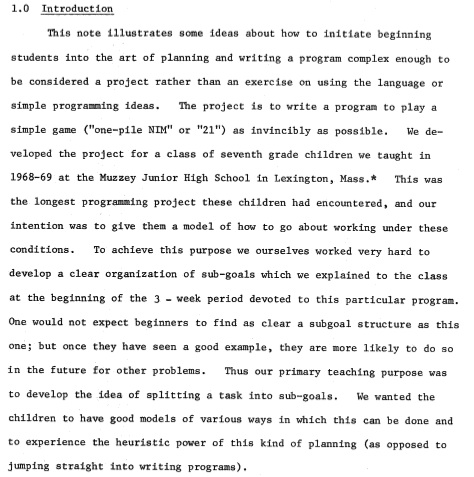 1.0 Introduction
This note illustrates some ideas about how to initiate beginning
students into the art of planning and writing a program complex enough to
be considered a project rather than an exercise on using the language or
simple programming ideas. The project is to write a program to play a
simple game ("one-pile NIM" or "21") as invincibly as possible. We de-
veloped the project for a class of seventh grade children we taught in
1968-69 at the Muzzey Junior High School in Lexington, Mass.* This was
the longest programming project these children had encountered, and our
intention was to give them a model of how to go about working under these
conditions. To achieve this purpose we ourselves worked very hard to
develop a clear organization of sub-goals which we explained to the class
at the beginning of the 3 - week period devoted to this particular program.
One would not expect beginners to find as clear a subgoal structure as this
one; but once they have seen a good example, they are more likely to do so
in the future for other problems. Thus our primary teaching purpose was
to develop the idea of splitting a task into sub-goals. We wanted the
children to have good models of various ways in which this can be done and
to experience the heuristic power of this kind of planning (as opposed to
jumping straight into writing programs).